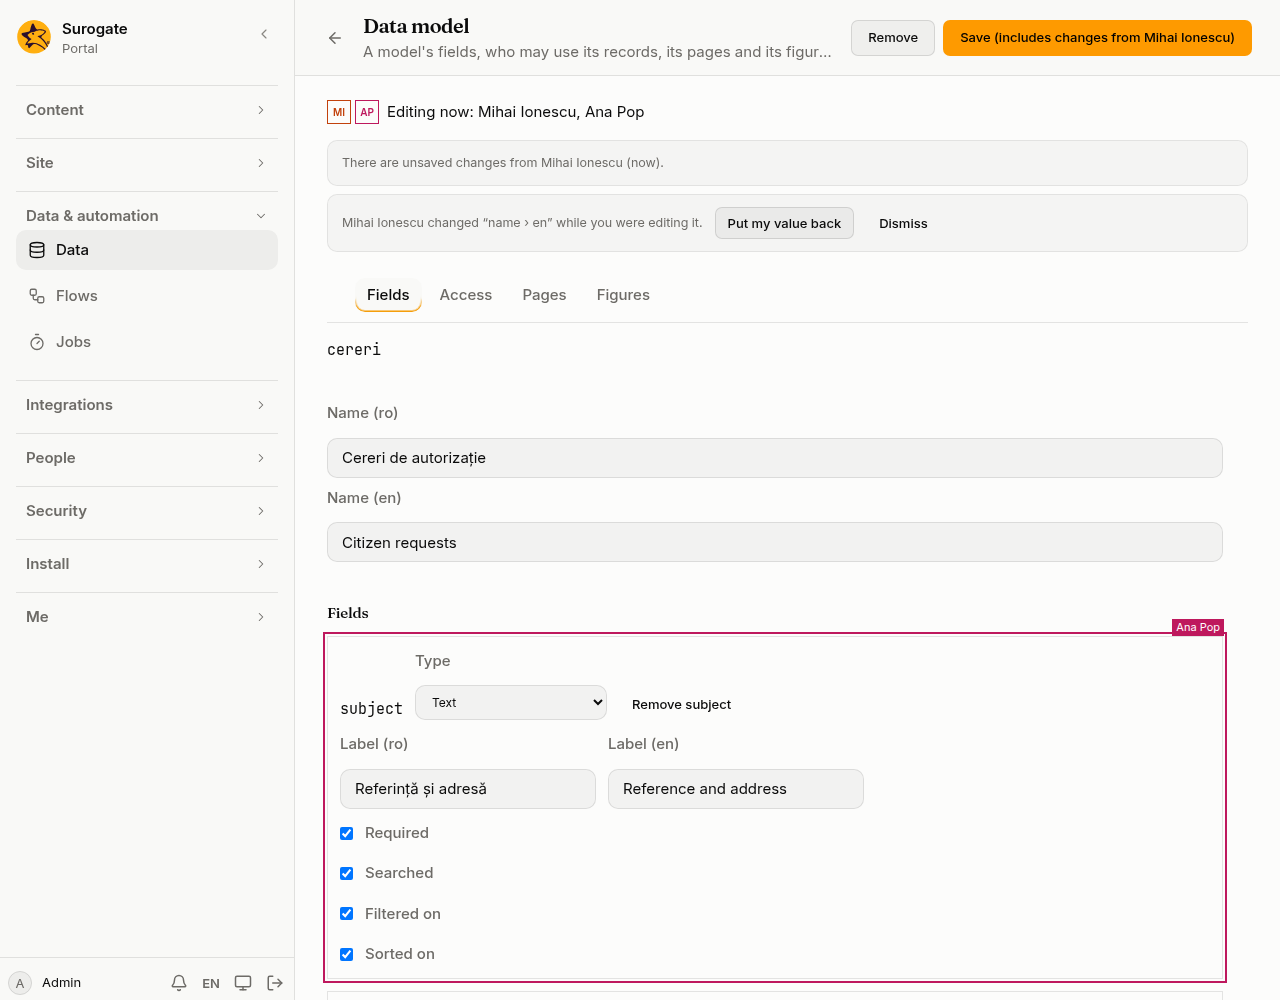 Surogate
Portal
Content
Site
Data & automation
Data
Flows
Jobs
Integrations
People
Security
Install
Me
A
Admin
EN
Data model
A model's fields, who may use its records, its pages and its figur...
Remove
Save (includes changes from Mihai Ionescu)
MI
AP
Editing now: Mihai Ionescu, Ana Pop
There are unsaved changes from Mihai Ionescu (now).
Mihai Ionescu changed “name › en” while you were editing it.
Put my value back
Dismiss
Fields
Access
Pages
Figures
cereri
Name (ro)
Cereri de autorizație
Name (en)
Citizen requests
Fields
Ana Pop
Type
subject
Text
Remove subject
Label (ro)
Label (en)
Referință și adresă
Reference and address
Required
Searched
Filtered on
Sorted on